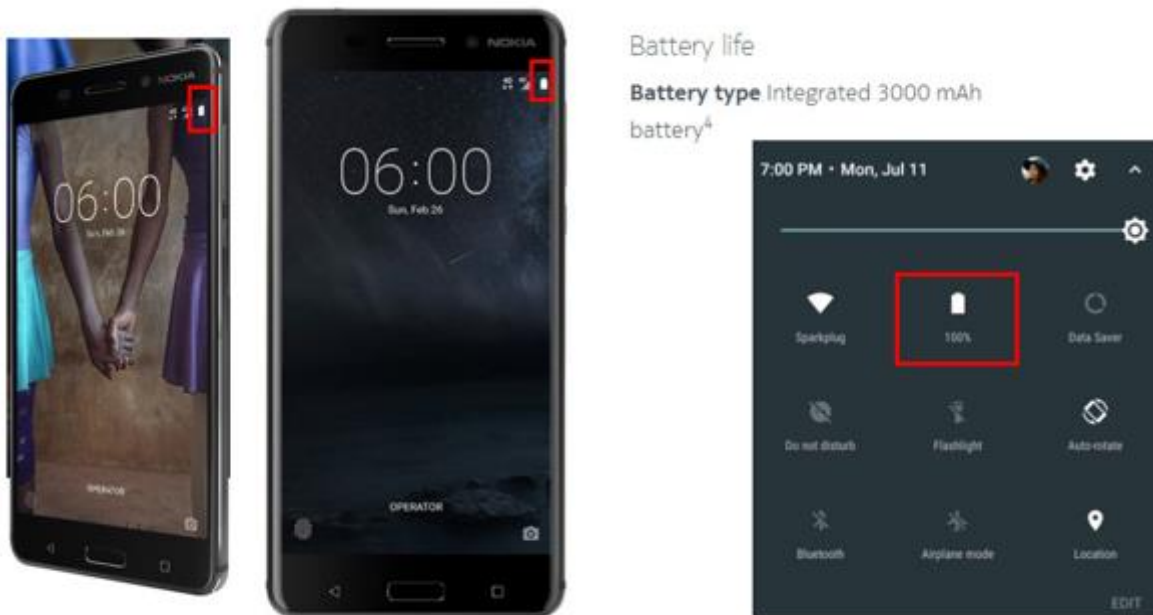 NOKIA
06:00
Sun, Feb 26
OPERATOR
NOKIA
06:00
Sun, Feb 26
OPERATOR
Battery life
Battery type Integrated 3000 mAh
battery4
7:00 PM • Mon, Jul 11
Sparkplug
100%
Data Saver
Do not disturb
Flashlight
Auto-rotate
Bluetooth
Airplane mode
Location
EDIT